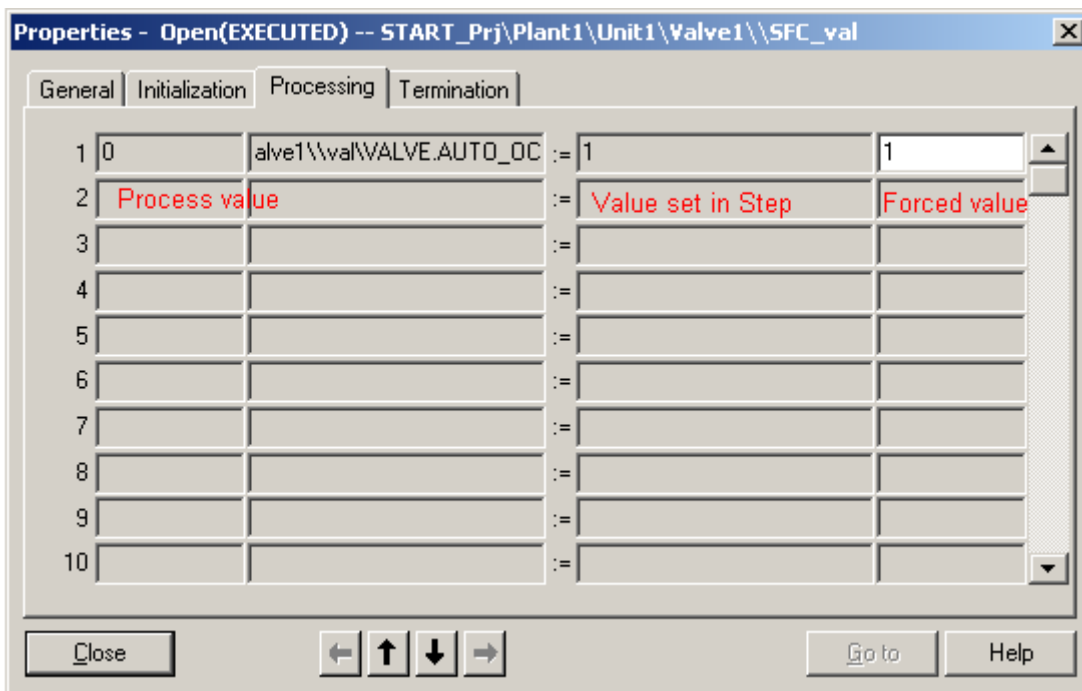 Properties - Open(EXECUTED) -- START_Prj\Plant1\Unit1\Valve1\\SFC_val
General Initialization Processing Termination
1 0 alve1\\val\VALVE.AUTO_OC := 1 1
2 Process value := Value set in Step Forced value
3 :=
4 :=
5 :=
6 :=
7 :=
8 :=
9 :=
10 :=
Close Go to Help